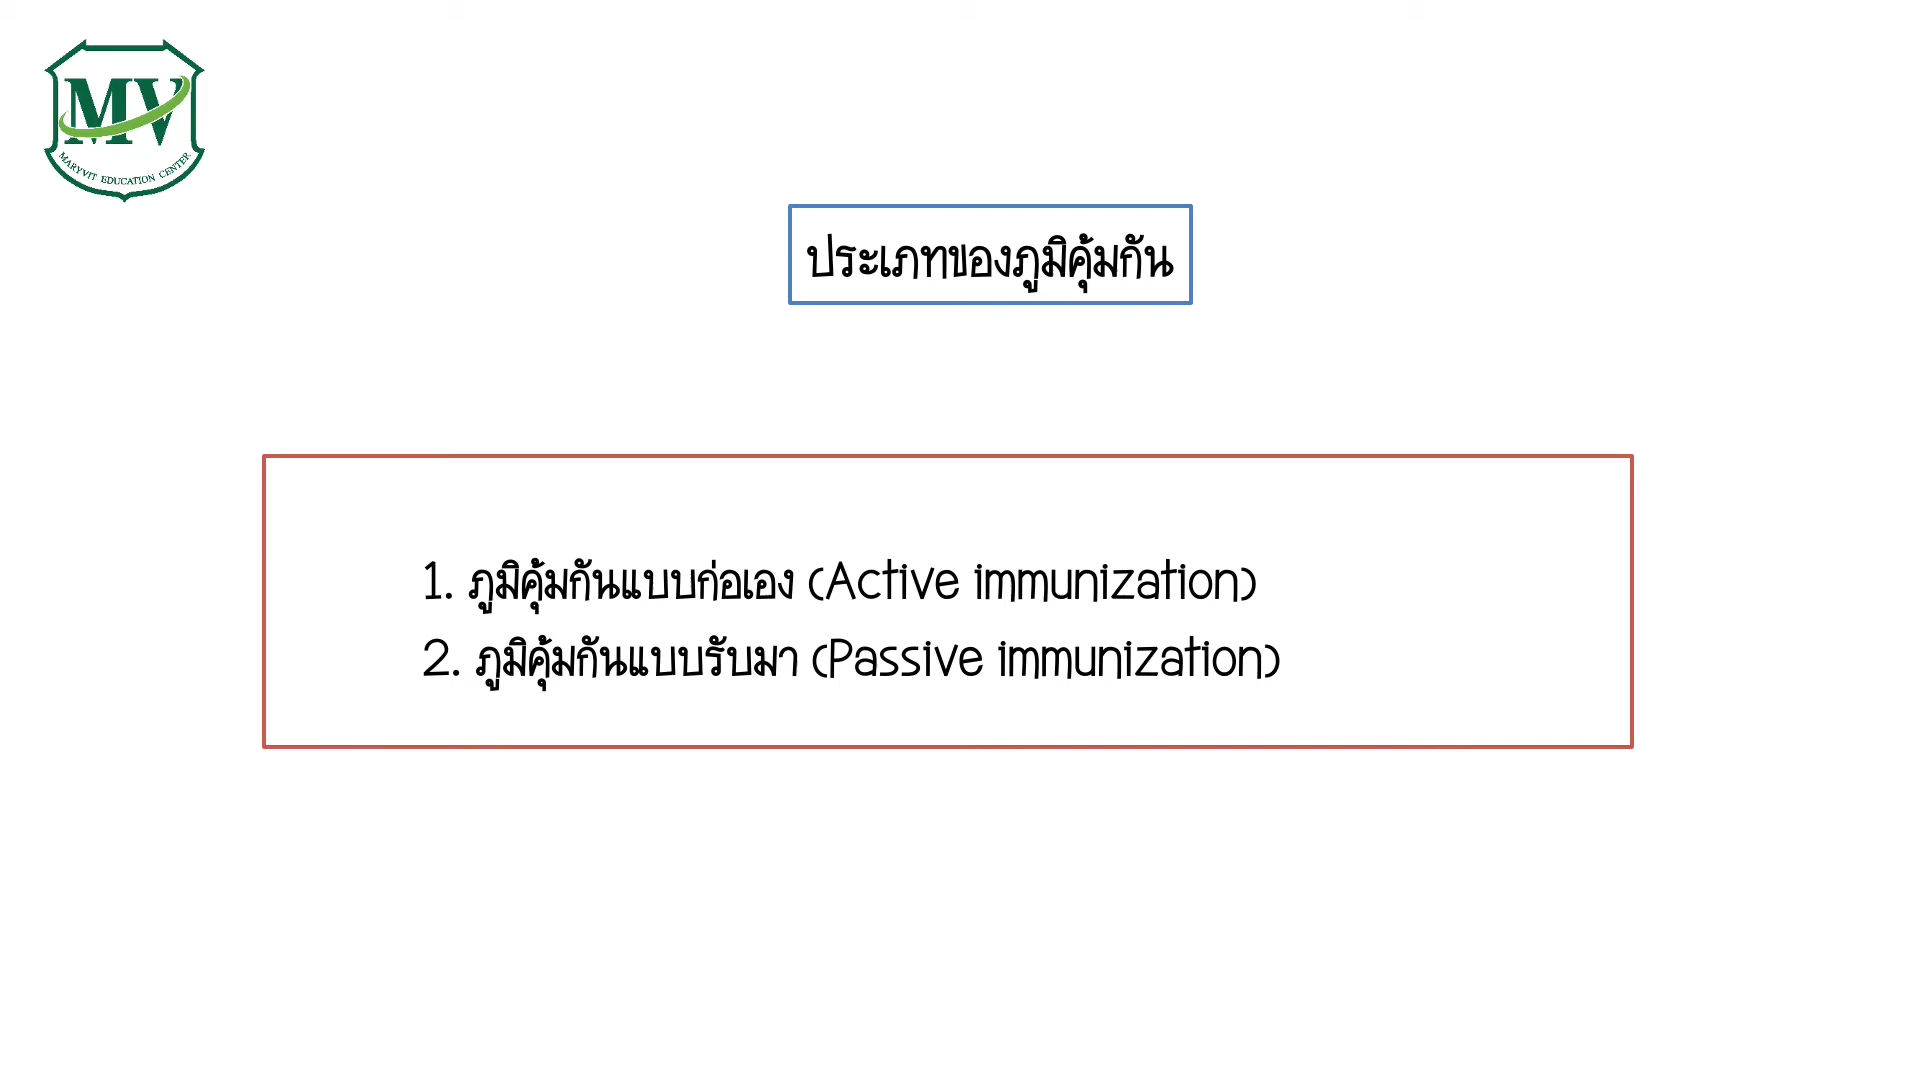 MV
MARYVIT EDUCATION CENTER
ประเภทของภูมิคุ้มกัน
1. ภูมิคุ้มกันแบบก่อเอง (Active immunization)
2. ภูมิคุ้มกันแบบรับมา (Passive immunization)